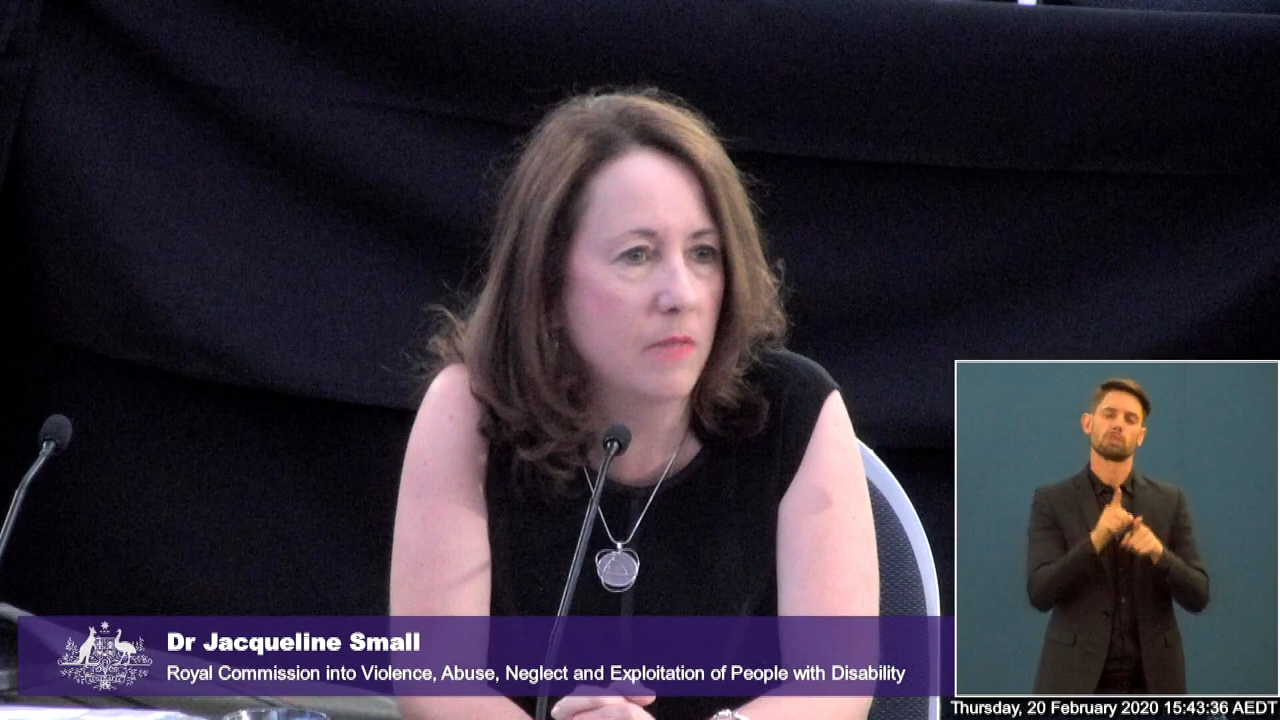 Dr Jacqueline Small
Royal Commission into Violence, Abuse, Neglect and Exploitation of People with Disability
Thursday, 20 February 2020 15:43:36 AEDT